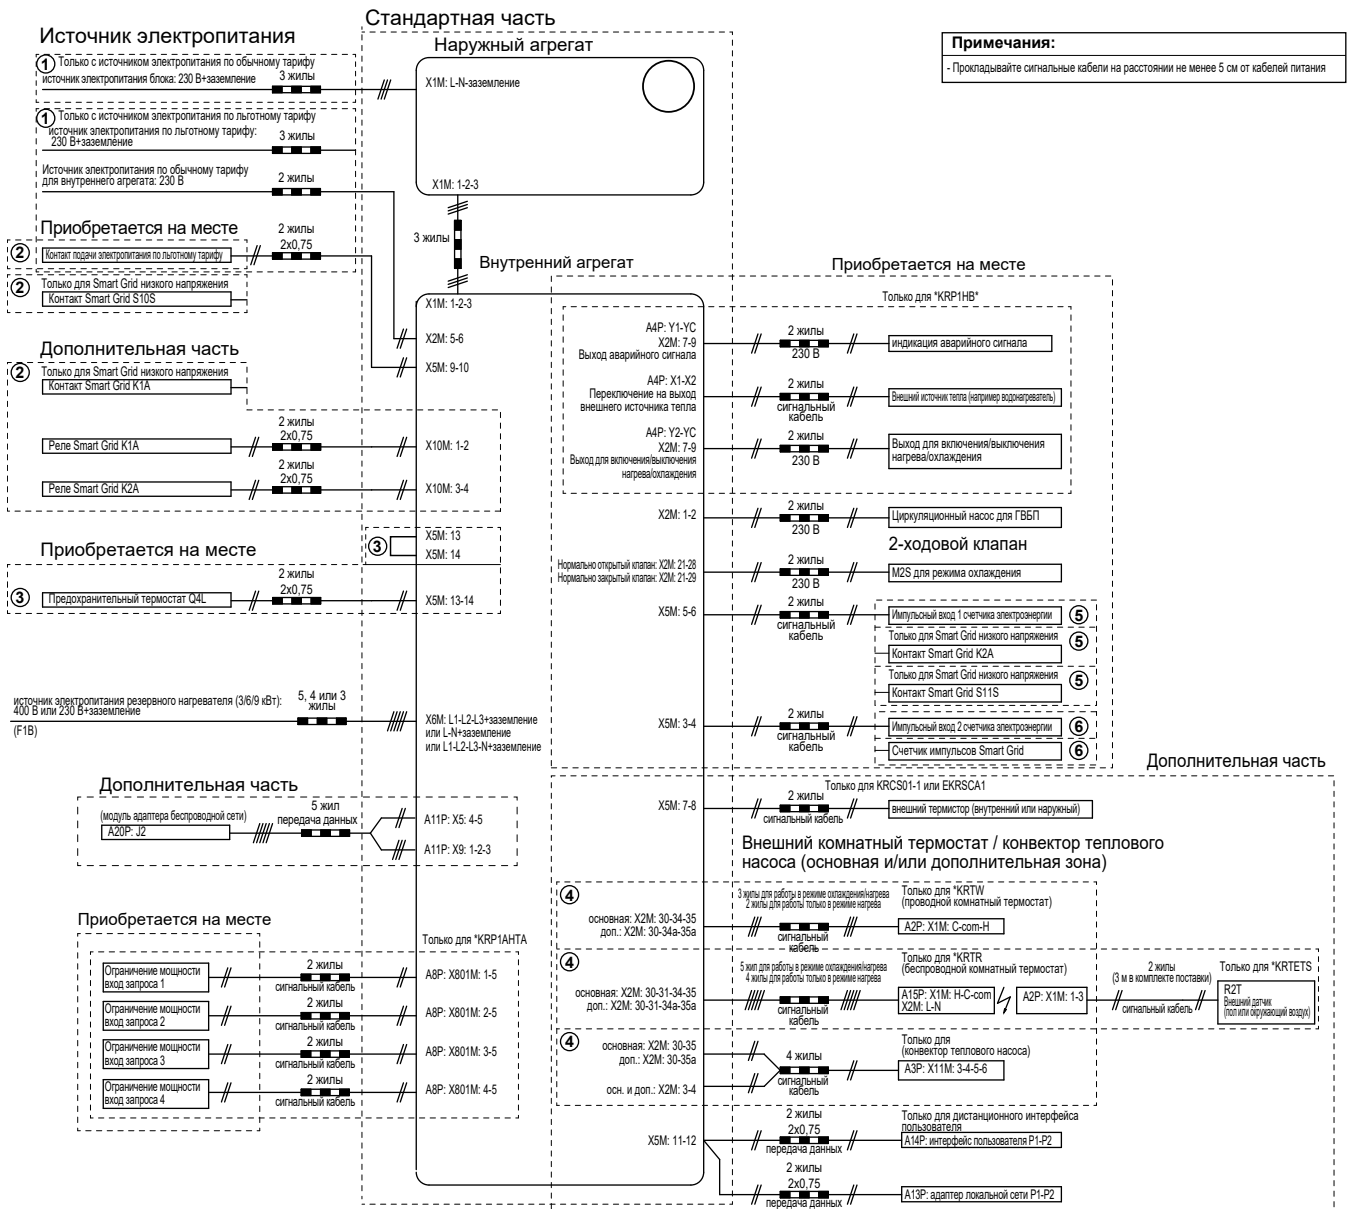 Стандартная часть
Источник электропитания
Наружный агрегат
Примечания:
- Прокладывайте сигнальные кабели на расстоянии не менее 5 см от кабелей питания
1 Только с источником электропитания по обычному тарифу
источник электропитания блока: 230 В+заземление
3 жилы
X1M: L-N-заземление
1 Только с источником электропитания по льготному тарифу
источник электропитания по льготному тарифу:
230 В+заземление
3 жилы
Источник электропитания по обычному тарифу
для внутреннего агрегата: 230 В
2 жилы
X1M: 1-2-3
3 жилы
Приобретается на месте
2 Контакт подачи электропитания по льготному тарифу
2 жилы
2x0,75
2 Только для Smart Grid низкого напряжения
Контакт Smart Grid S10S
Внутренний агрегат
X1M: 1-2-3
X2M: 5-6
X5M: 9-10
Дополнительная часть
2 Только для Smart Grid низкого напряжения
Контакт Smart Grid K1A
2 жилы
2x0,75
Реле Smart Grid K1A
X10M: 1-2
2 жилы
2x0,75
Реле Smart Grid K2A
X10M: 3-4
3
X5M: 13
X5M: 14
Приобретается на месте
3 Предохранительный термостат Q4L
2 жилы
2x0,75
X5M: 13-14
источник электропитания резервного нагревателя (3/6/9 кВт):
400 В или 230 В+заземление
(F1B)
5, 4 или 3
жилы
X6M: L1-L2-L3+заземление
или L-N+заземление
или L1-L2-L3-N+заземление
Дополнительная часть
(модуль адаптера беспроводной сети)
A20P: J2
5 жил
передача данных
A11P: X5: 4-5
A11P: X9: 1-2-3
Приобретается на месте
Только для *KRP1AHTA
Ограничение мощности
вход запроса 1
2 жилы
сигнальный кабель
A8P: X801M: 1-5
Ограничение мощности
вход запроса 2
2 жилы
сигнальный кабель
A8P: X801M: 2-5
Ограничение мощности
вход запроса 3
2 жилы
сигнальный кабель
A8P: X801M: 3-5
Ограничение мощности
вход запроса 4
2 жилы
сигнальный кабель
A8P: X801M: 4-5
Приобретается на месте
Только для *KRP1HB*
A4P: Y1-YC
X2M: 7-9
Выход аварийного сигнала
2 жилы
230 В
индикация аварийного сигнала
A4P: X1-X2
Переключение на выход
внешнего источника тепла
2 жилы
сигнальный
кабель
Внешний источник тепла (например водонагреватель)
A4P: Y2-YC
X2M: 7-9
Выход для включения/выключения
нагрева/охлаждения
2 жилы
230 В
Выход для включения/выключения
нагрева/охлаждения
X2M: 1-2
2 жилы
230 В
Циркуляционный насос для ГВБП
2-ходовой клапан
Нормально открытый клапан: X2M: 21-28
Нормально закрытый клапан: X2M: 21-29
2 жилы
230 В
M2S для режима охлаждения
X5M: 5-6
2 жилы
сигнальный
кабель
Импульсный вход 1 счетчика электроэнергии 5
Только для Smart Grid низкого напряжения
Контакт Smart Grid K2A
5
Только для Smart Grid низкого напряжения
Контакт Smart Grid S11S
5
X5M: 3-4
2 жилы
сигнальный
кабель
Импульсный вход 2 счетчика электроэнергии 6
Счетчик импульсов Smart Grid 6
Дополнительная часть
Только для KRCS01-1 или EKRSCA1
X5M: 7-8
2 жилы
сигнальный кабель
внешний термистор (внутренний или наружный)
Внешний комнатный термостат / конвектор теплового
насоса (основная и/или дополнительная зона)
4
основная: X2M: 30-34-35
доп.: X2M: 30-34a-35a
3 жилы для работы в режиме охлаждения/нагрева
2 жилы для работы только в режиме нагрева
сигнальный
кабель
Только для *KRTW
(проводной комнатный термостат)
A2P: X1M: C-com-H
4
основная: X2M: 30-31-34-35
доп.: X2M: 30-31-34a-35a
5 жил для работы в режиме охлаждения/нагрева
4 жилы для работы только в режиме нагрева
сигнальный
кабель
Только для *KRTR
(беспроводной комнатный термостат)
A15P: X1M: H-C-com
X2M: L-N
A2P: X1M: 1-3
2 жилы
(3 м в комплекте поставки)
сигнальный кабель
Только для *KRTETS
R2T
Внешний датчик
(пол или окружающий воздух)
4
основная: X2M: 30-35
доп.: X2M: 30-35a
осн. и доп.: X2M: 3-4
4 жилы
сигнальный
кабель
Только для
(конвектор теплового насоса)
A3P: X11M: 3-4-5-6
X5M: 11-12
2 жилы
2x0,75
передача данных
Только для дистанционного интерфейса
пользователя
A14P: интерфейс пользователя P1-P2
2 жилы
2x0,75
передача данных
A13P: адаптер локальной сети P1-P2